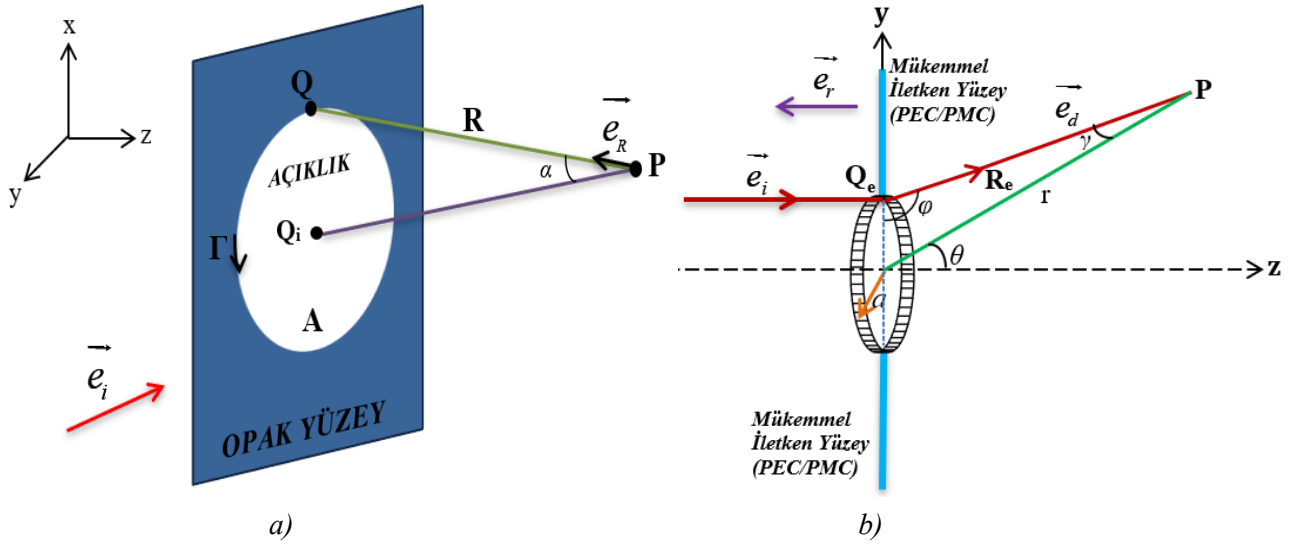 x
z
y
Q
R
e_R
AÇIKLIK
α
P
Q_i
Γ
A
e_i
OPAK YÜZEY
a)
y
Mükemmel
İletken Yüzey
(PEC/PMC)
e_r
P
e_d
γ
e_i
Q_e
R_e
φ
r
θ
z
a
Mükemmel
İletken Yüzey
(PEC/PMC)
b)